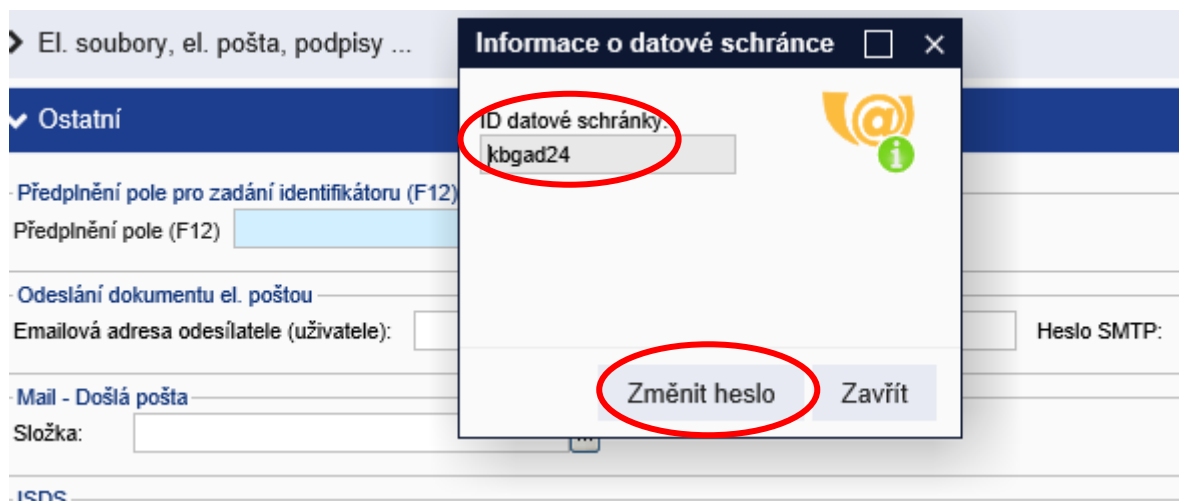 El. soubory, el. pošta, podpisy ...
Informace o datové schránce
Ostatní
ID datové schránky:
kbgad24
Předplnění pole pro zadání identifikátoru (F12)
Předplnění pole (F12)
Odeslání dokumentu el. poštou
Emailová adresa odesílatele (uživatele):
Heslo SMTP:
Změnit heslo
Zavřít
Mail - Došlá pošta
Složka:
...
ISDS